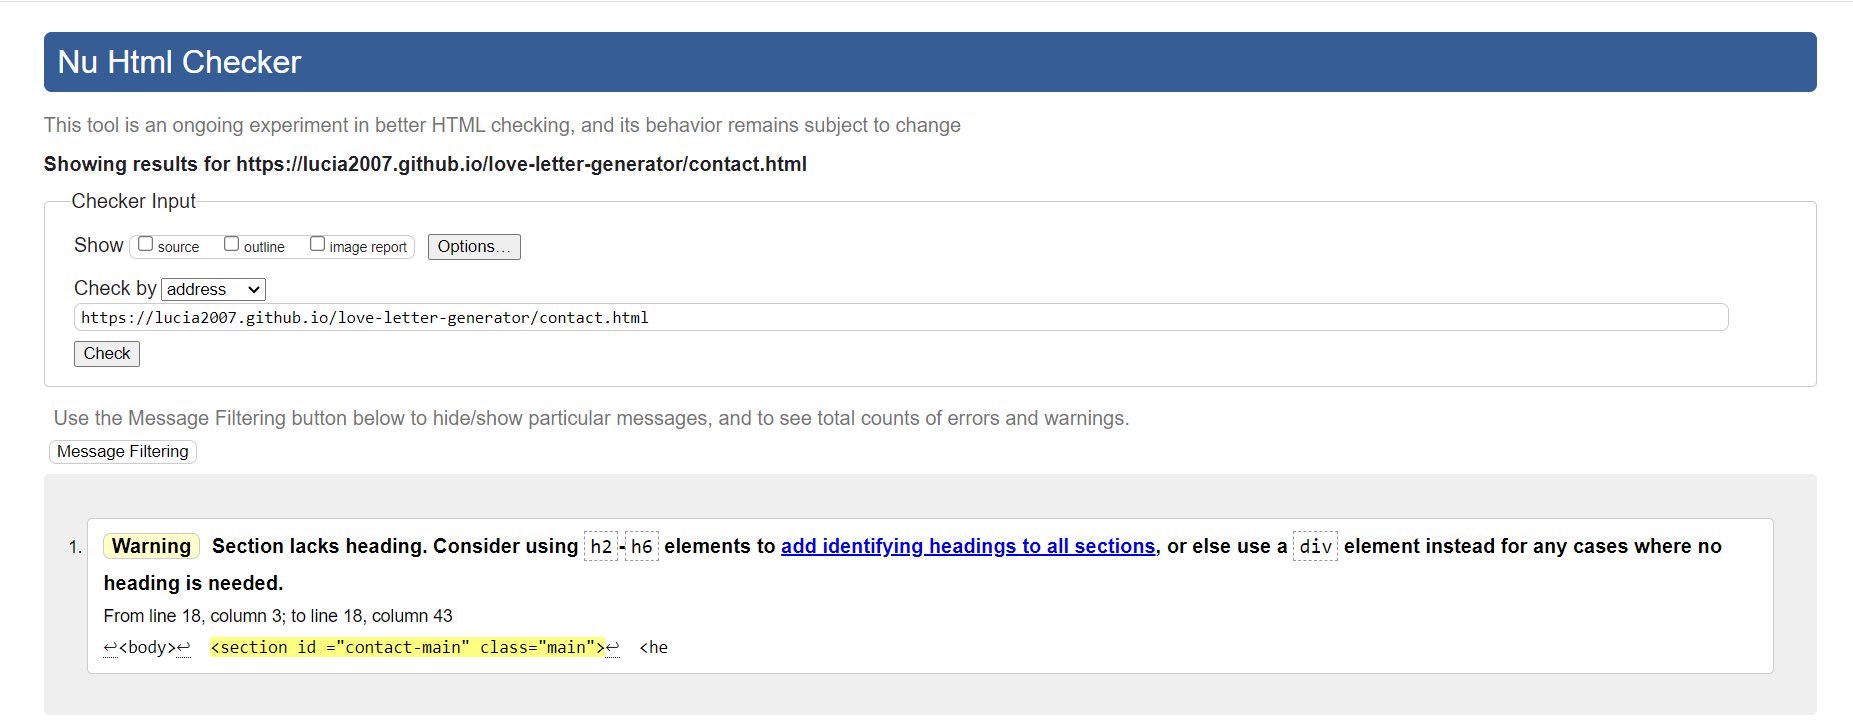 Nu Html Checker
This tool is an ongoing experiment in better HTML checking, and its behavior remains subject to change
Showing results for https://lucia2007.github.io/love-letter-generator/contact.html
Checker Input
Show source outline image report Options...
Check by address
https://lucia2007.github.io/love-letter-generator/contact.html
Check
Use the Message Filtering button below to hide/show particular messages, and to see total counts of errors and warnings.
Message Filtering
1. Warning Section lacks heading. Consider using h2-h6 elements to add identifying headings to all sections, or else use a div element instead for any cases where no
heading is needed.
From line 18, column 3; to line 18, column 43
↩<body>↩ <section id ="contact-main" class="main">↩ <he